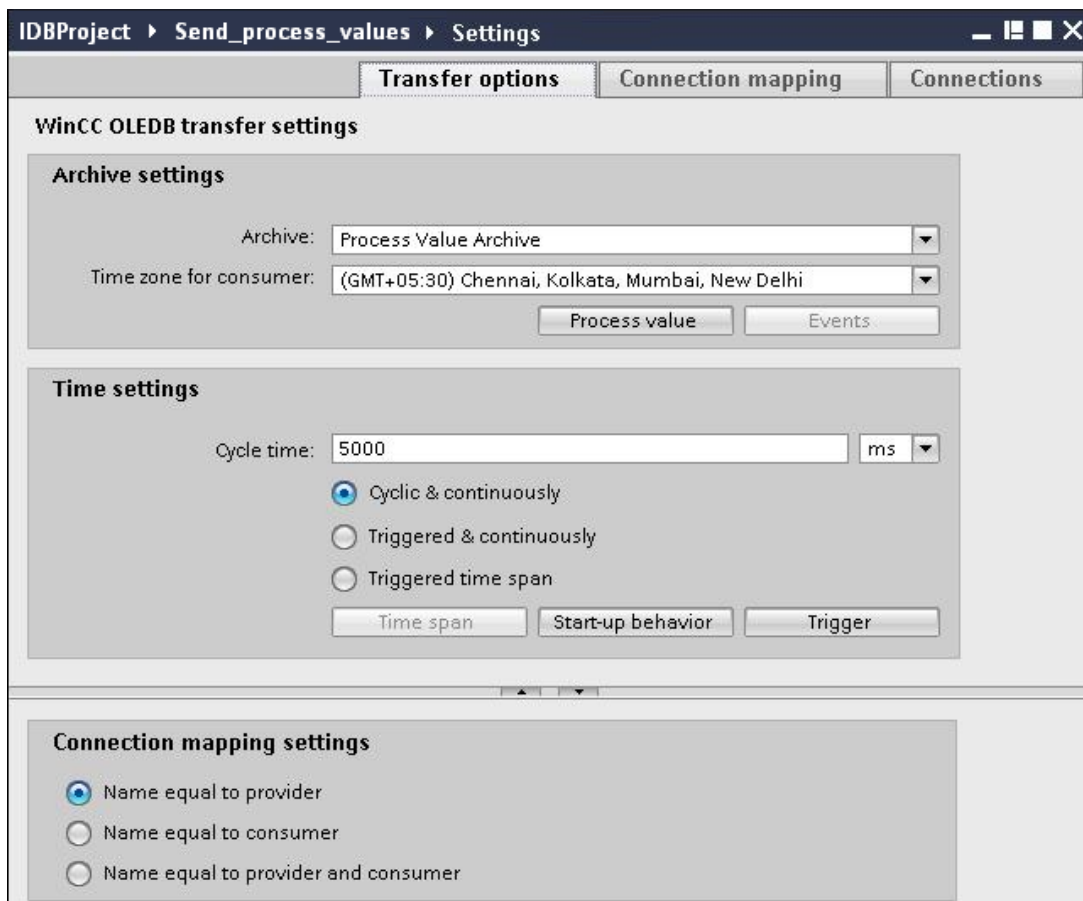 IDBProject ▸ Send_process_values ▸ Settings
Transfer options Connection mapping Connections
WinCC OLEDB transfer settings
Archive settings
Archive: Process Value Archive
Time zone for consumer: (GMT+05:30) Chennai, Kolkata, Mumbai, New Delhi
Process value Events
Time settings
Cycle time: 5000 ms
Cyclic & continuously
Triggered & continuously
Triggered time span
Time span Start-up behavior Trigger
Connection mapping settings
Name equal to provider
Name equal to consumer
Name equal to provider and consumer